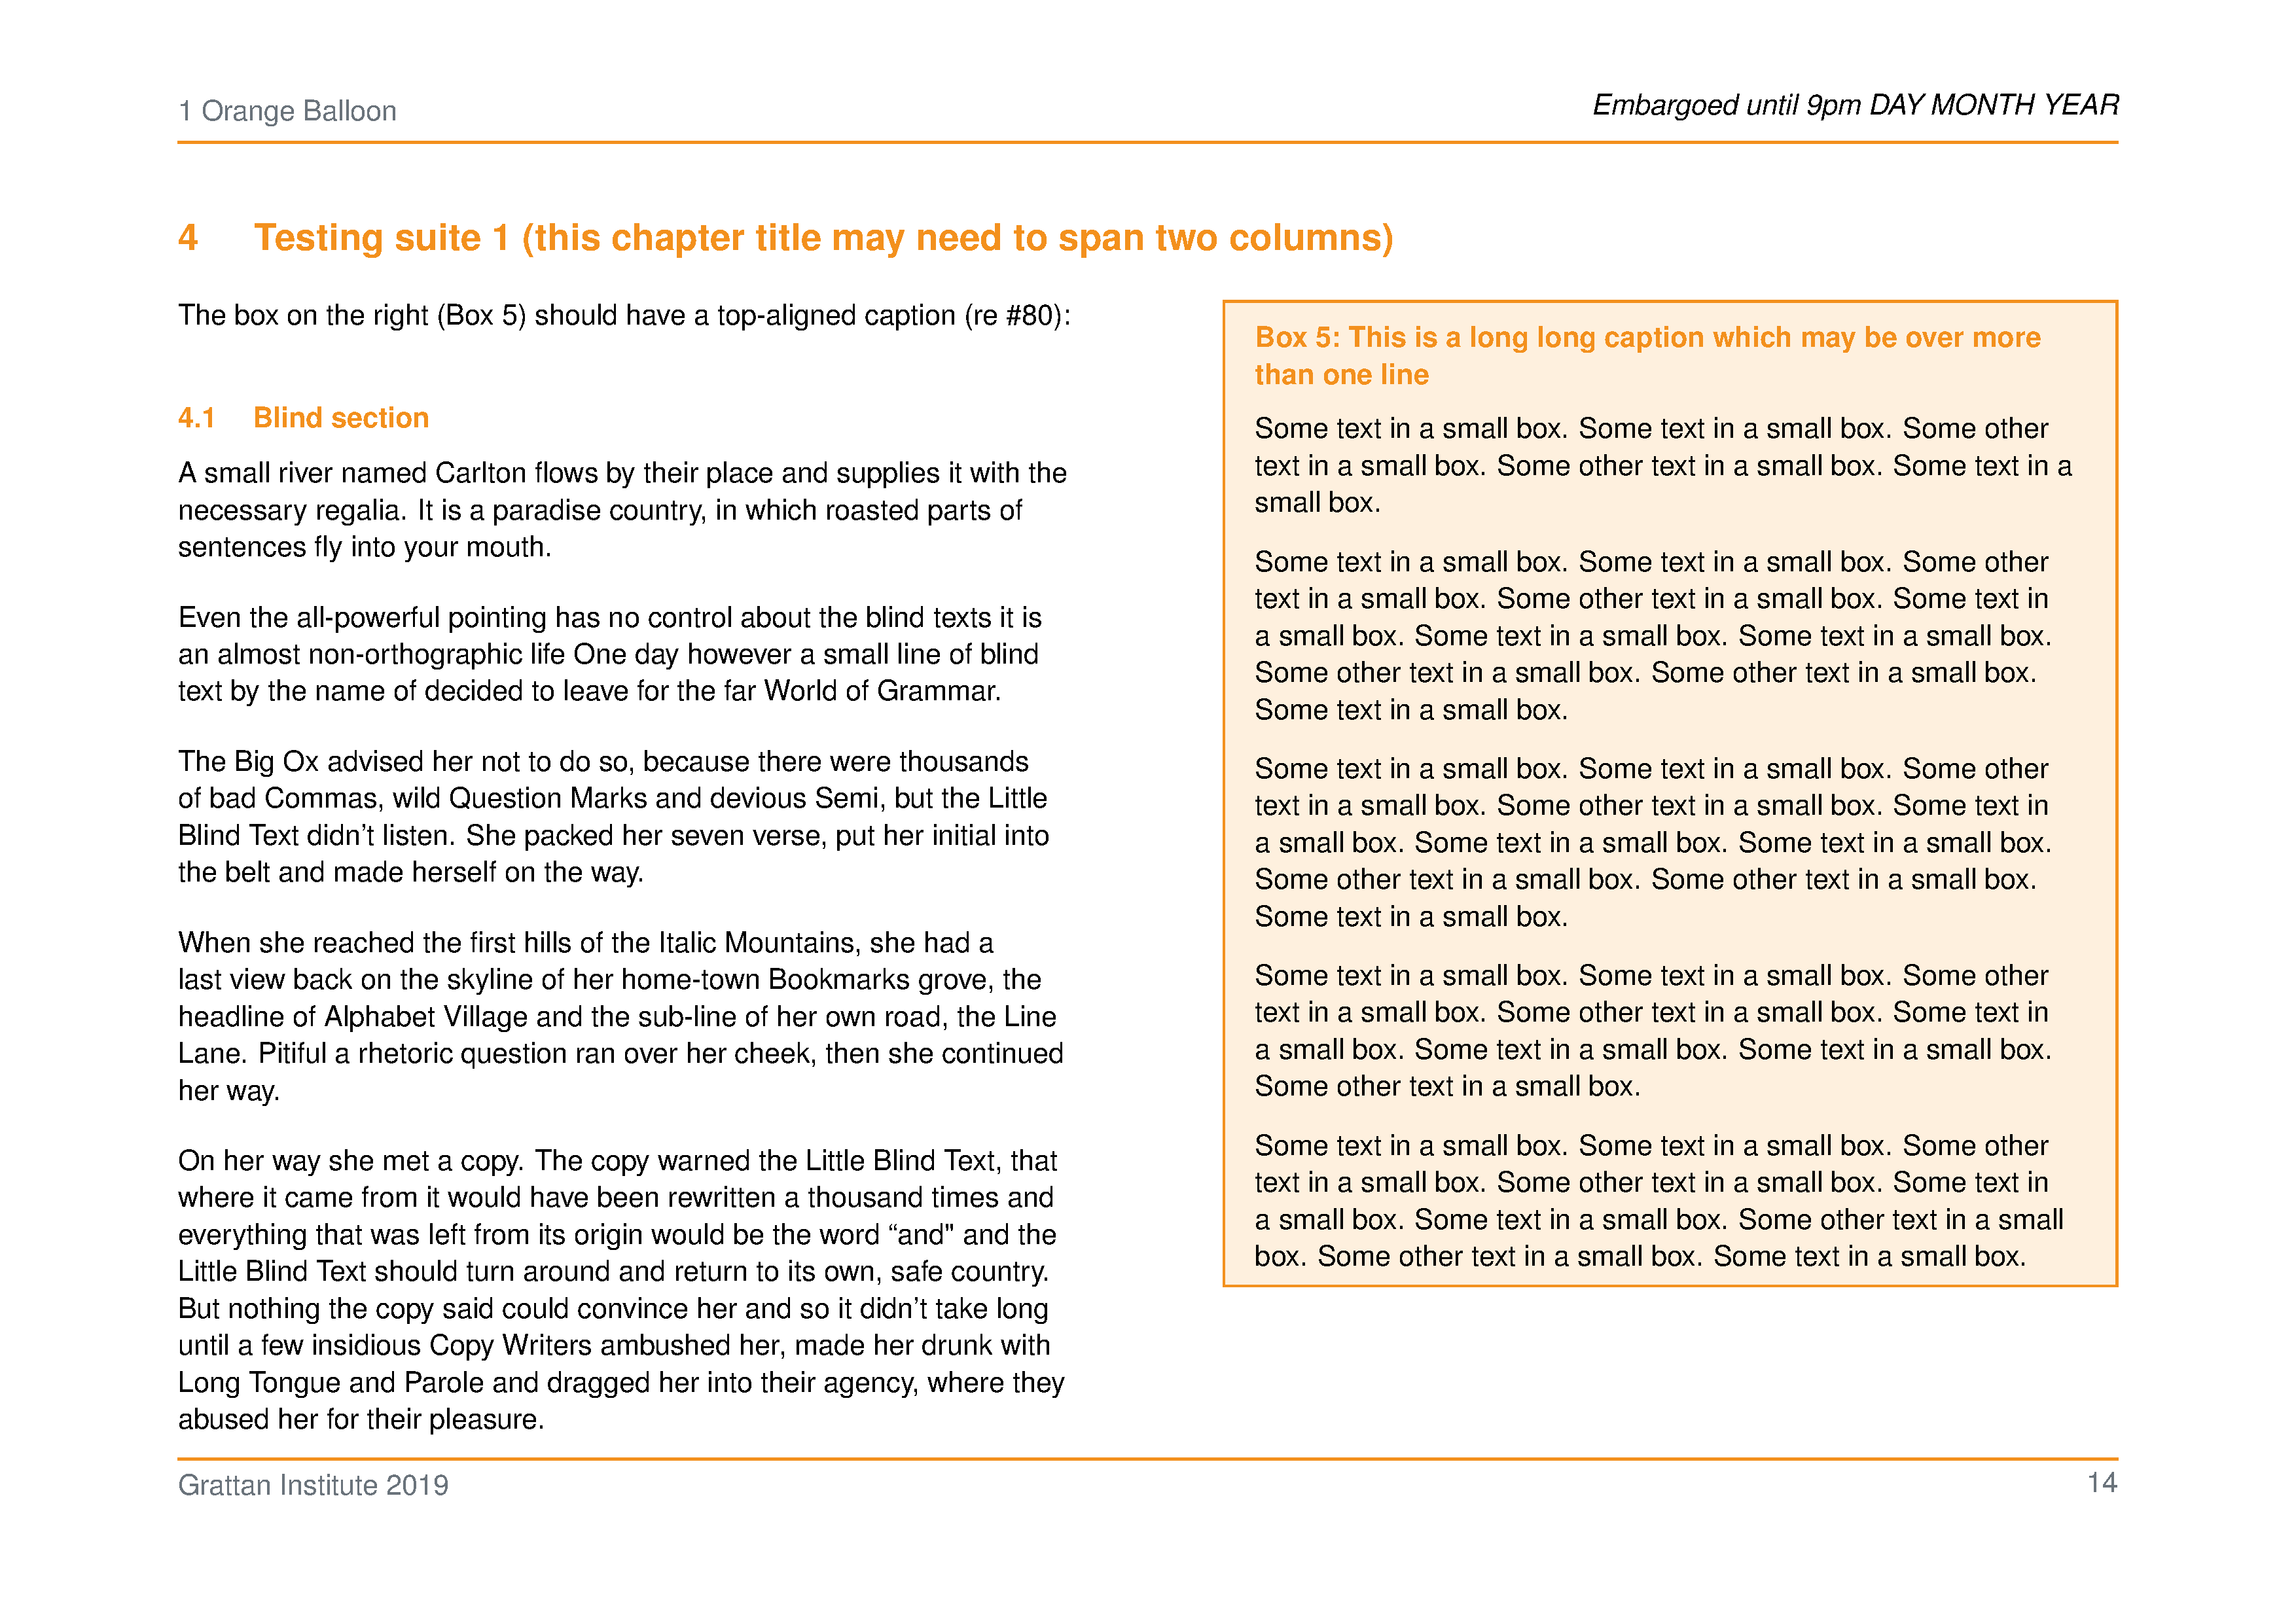 1 Orange Balloon
Embargoed until 9pm DAY MONTH YEAR
4 Testing suite 1 (this chapter title may need to span two columns)
The box on the right (Box 5) should have a top-aligned caption (re #80):
4.1 Blind section
A small river named Carlton flows by their place and supplies it with the
necessary regalia. It is a paradise country, in which roasted parts of
sentences fly into your mouth.
Even the all-powerful pointing has no control about the blind texts it is
an almost non-orthographic life One day however a small line of blind
text by the name of decided to leave for the far World of Grammar.
The Big Ox advised her not to do so, because there were thousands
of bad Commas, wild Question Marks and devious Semi, but the Little
Blind Text didn’t listen. She packed her seven verse, put her initial into
the belt and made herself on the way.
When she reached the first hills of the Italic Mountains, she had a
last view back on the skyline of her home-town Bookmarks grove, the
headline of Alphabet Village and the sub-line of her own road, the Line
Lane. Pitiful a rhetoric question ran over her cheek, then she continued
her way.
On her way she met a copy. The copy warned the Little Blind Text, that
where it came from it would have been rewritten a thousand times and
everything that was left from its origin would be the word “and" and the
Little Blind Text should turn around and return to its own, safe country.
But nothing the copy said could convince her and so it didn’t take long
until a few insidious Copy Writers ambushed her, made her drunk with
Long Tongue and Parole and dragged her into their agency, where they
abused her for their pleasure.
Box 5: This is a long long caption which may be over more
than one line
Some text in a small box. Some text in a small box. Some other
text in a small box. Some other text in a small box. Some text in a
small box.
Some text in a small box. Some text in a small box. Some other
text in a small box. Some other text in a small box. Some text in
a small box. Some text in a small box. Some text in a small box.
Some other text in a small box. Some other text in a small box.
Some text in a small box.
Some text in a small box. Some text in a small box. Some other
text in a small box. Some other text in a small box. Some text in
a small box. Some text in a small box. Some text in a small box.
Some other text in a small box. Some other text in a small box.
Some text in a small box.
Some text in a small box. Some text in a small box. Some other
text in a small box. Some other text in a small box. Some text in
a small box. Some text in a small box. Some text in a small box.
Some other text in a small box.
Some text in a small box. Some text in a small box. Some other
text in a small box. Some other text in a small box. Some text in
a small box. Some text in a small box. Some other text in a small
box. Some other text in a small box. Some text in a small box.
Grattan Institute 2019
14